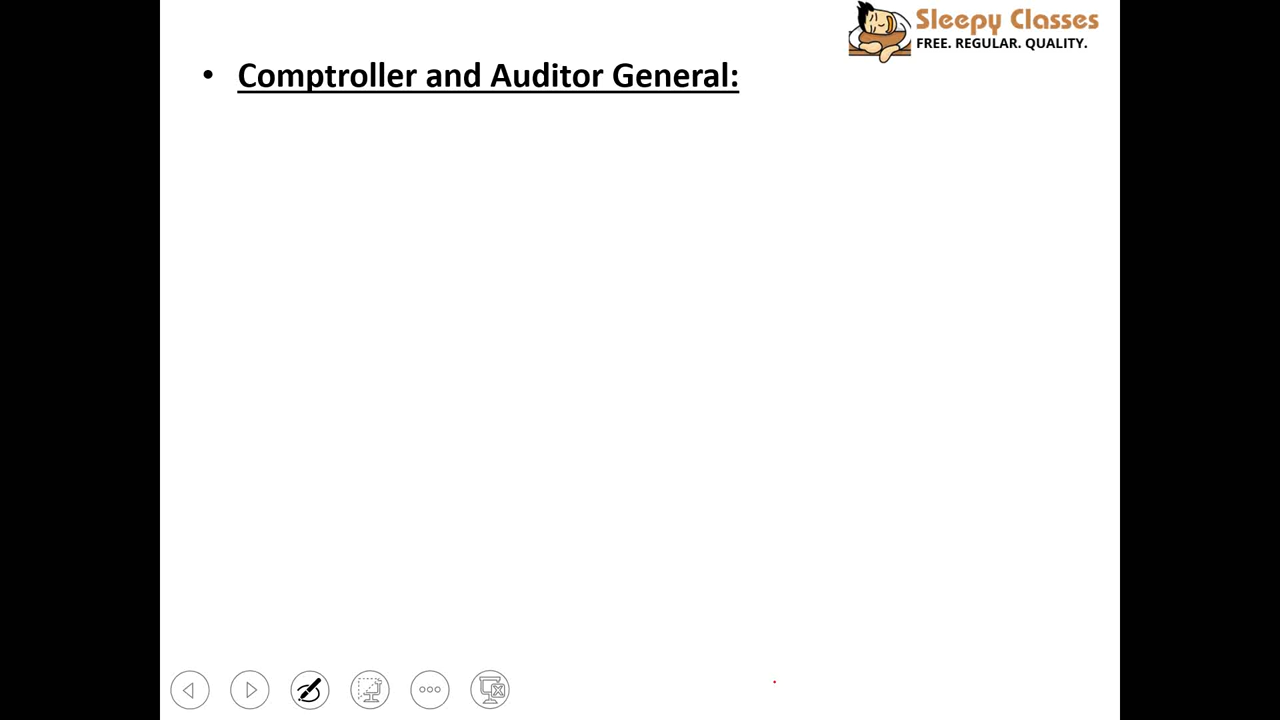 Sleepy Classes
FREE. REGULAR. QUALITY.
• Comptroller and Auditor General: